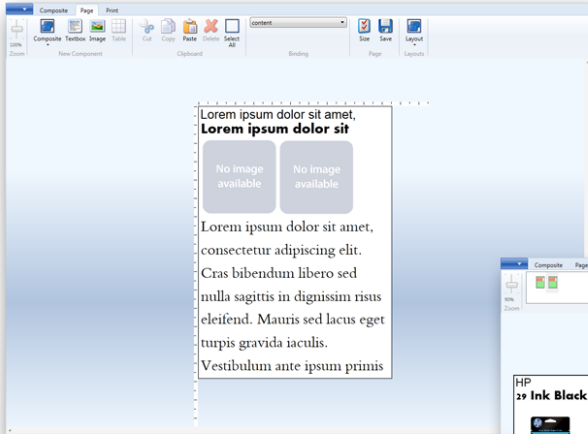 Composite Page Print
100%
Zoom
Composite Textbox Image Table
New Component
Cut Copy Paste Delete Select All
Clipboard
content
Binding
Size Save
Page
Layout
Layouts
Lorem ipsum dolor sit amet,
Lorem ipsum dolor sit
No image available
No image available
Lorem ipsum dolor sit amet,
consectetur adipiscing elit.
Cras bibendum libero sed
nulla sagittis in dignissim risus
eleifend. Mauris sed lacus eget
turpis gravida iaculis.
Vestibulum ante ipsum primis
Composite Page
90%
Zoom
HP
29 Ink Black